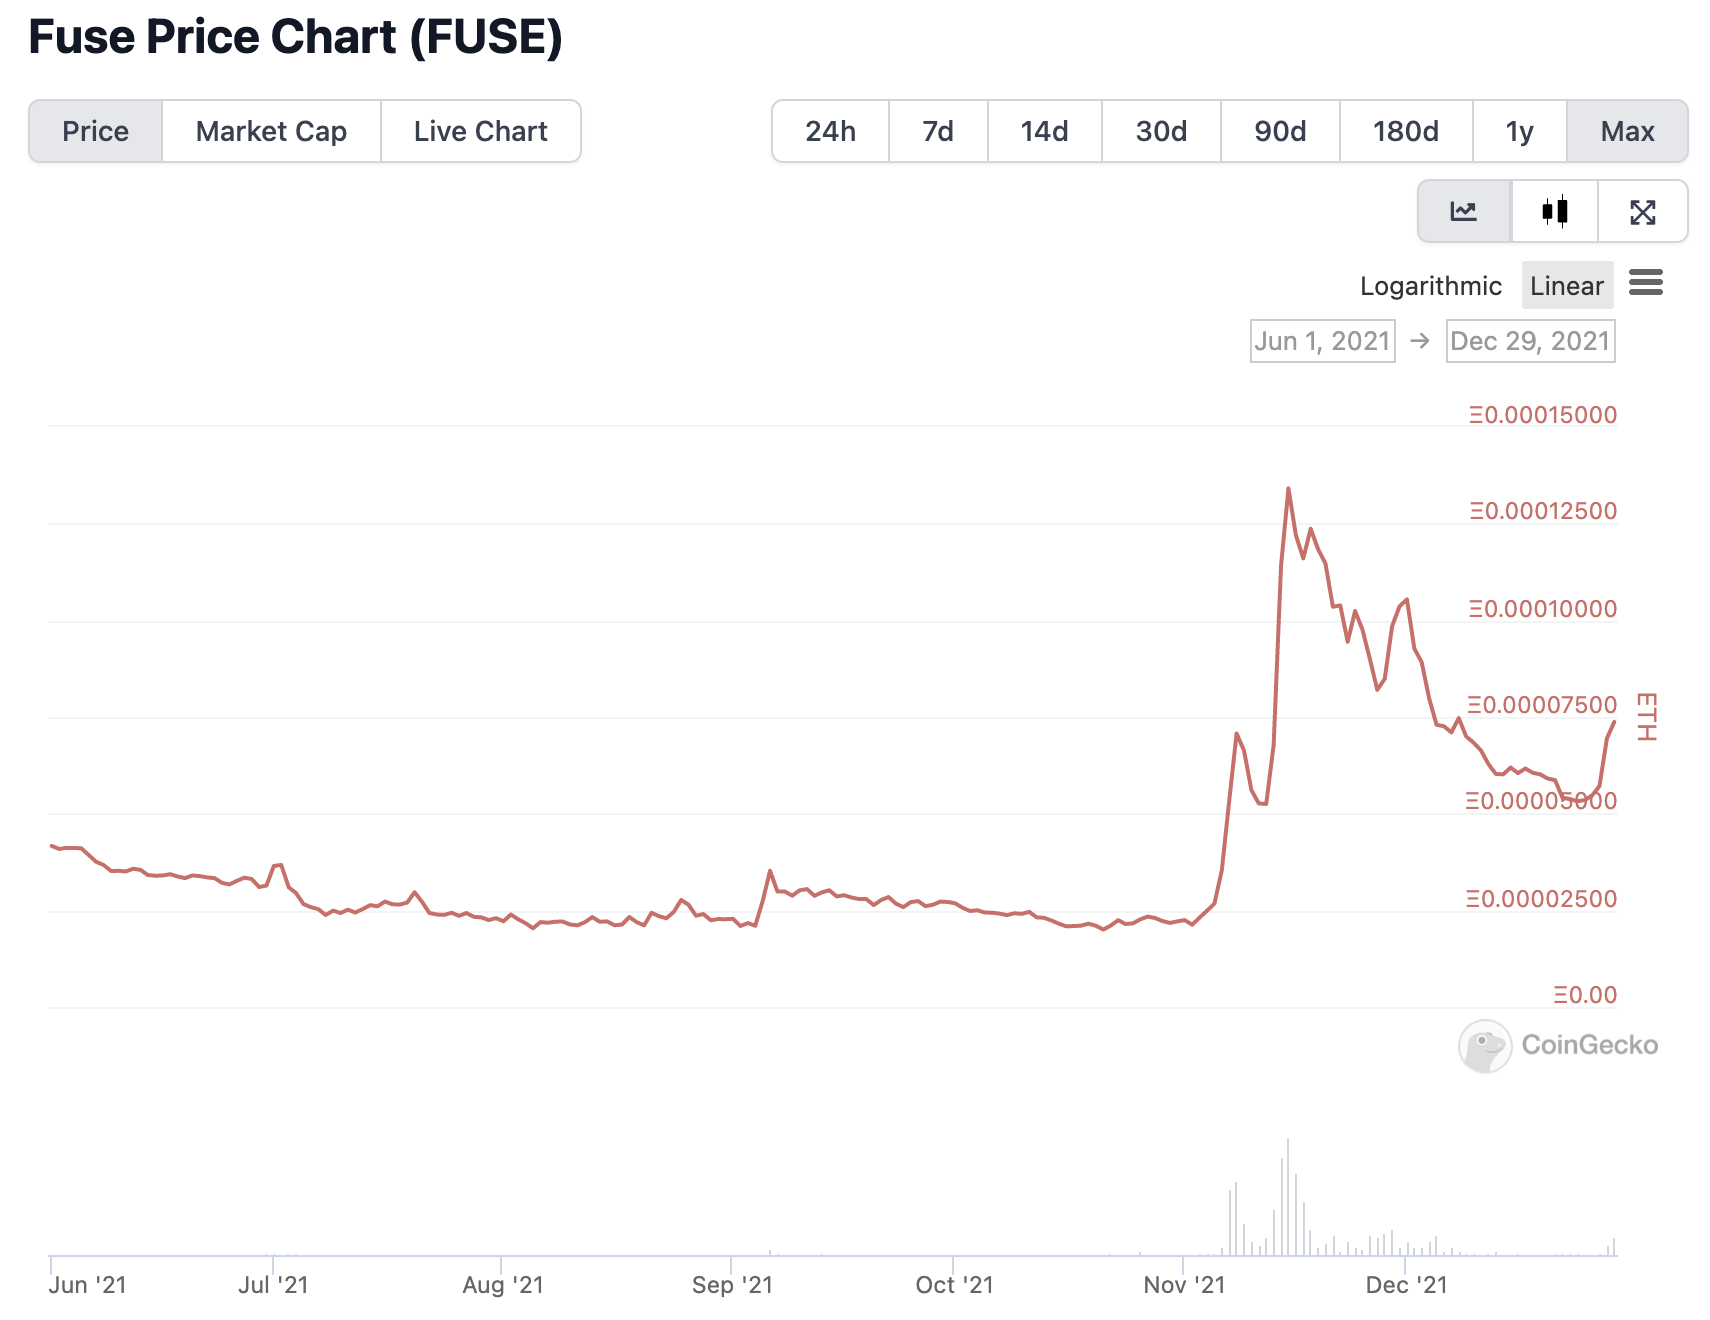 Fuse Price Chart (FUSE)
Price Market Cap Live Chart 24h 7d 14d 30d 90d 180d 1y Max
Logarithmic Linear
Jun 1, 2021 → Dec 29, 2021
Ξ0.00015000
Ξ0.00012500
Ξ0.00010000
Ξ0.00007500
ETH
Ξ0.00005000
Ξ0.00002500
Ξ0.00
CoinGecko
Jun '21 Jul '21 Aug '21 Sep '21 Oct '21 Nov '21 Dec '21